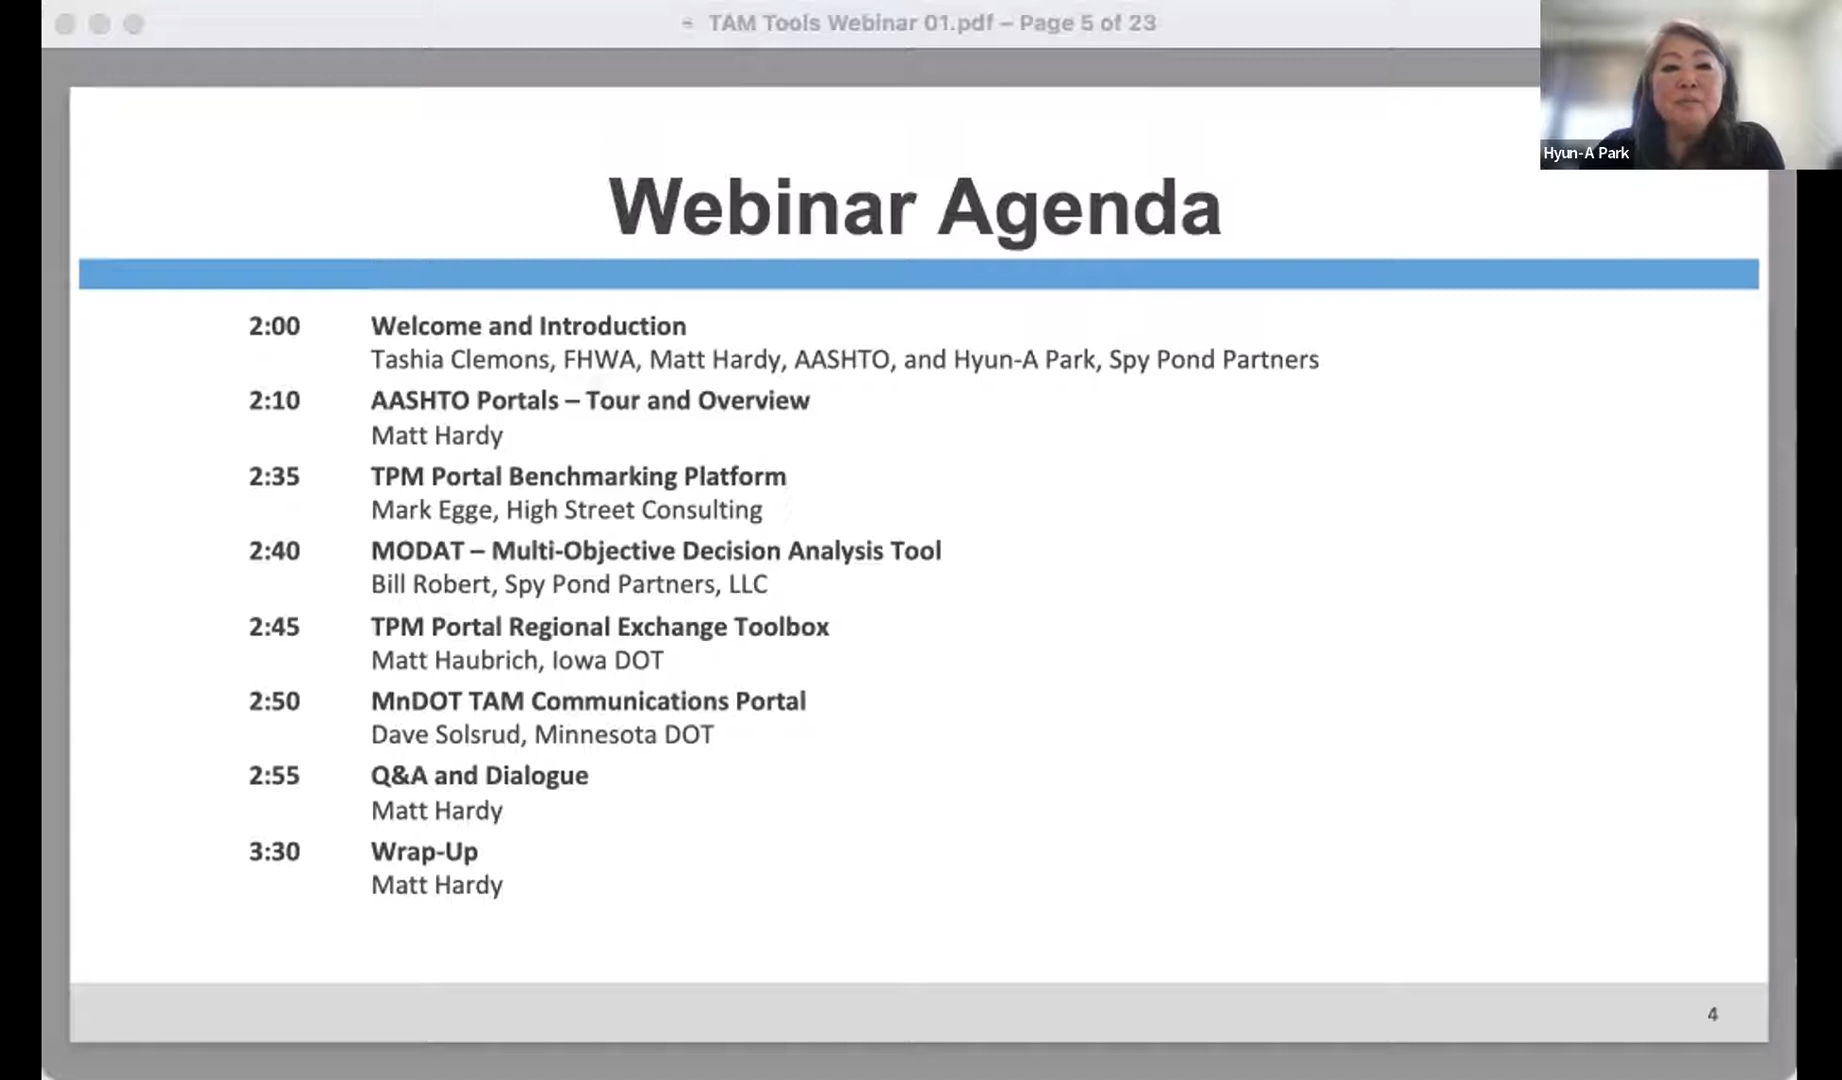 TAM Tools Webinar 01.pdf – Page 5 of 23
Hyun-A Park
Webinar Agenda
2:00 Welcome and Introduction
Tashia Clemons, FHWA, Matt Hardy, AASHTO, and Hyun-A Park, Spy Pond Partners
2:10 AASHTO Portals – Tour and Overview
Matt Hardy
2:35 TPM Portal Benchmarking Platform
Mark Egge, High Street Consulting
2:40 MODAT – Multi-Objective Decision Analysis Tool
Bill Robert, Spy Pond Partners, LLC
2:45 TPM Portal Regional Exchange Toolbox
Matt Haubrich, Iowa DOT
2:50 MnDOT TAM Communications Portal
Dave Solsrud, Minnesota DOT
2:55 Q&A and Dialogue
Matt Hardy
3:30 Wrap-Up
Matt Hardy
4